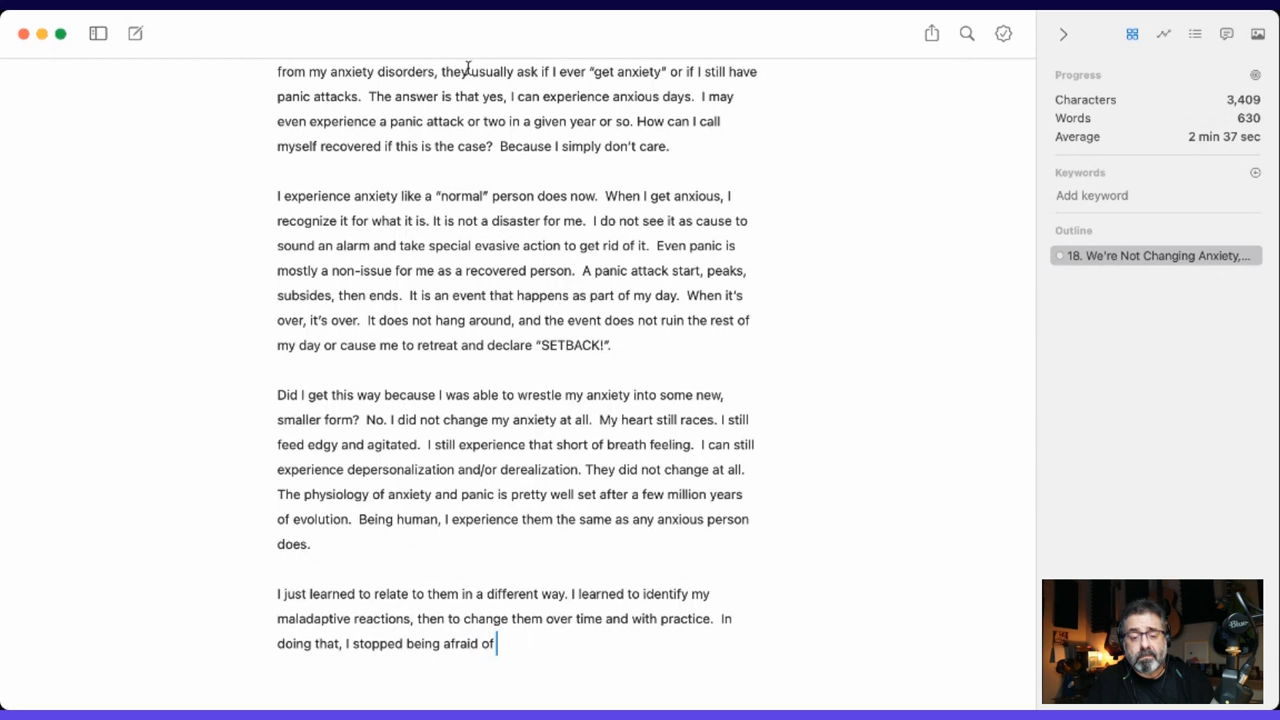 from my anxiety disorders, they usually ask if I ever “get anxiety” or if I still have
panic attacks.  The answer is that yes, I can experience anxious days.  I may
even experience a panic attack or two in a given year or so. How can I call
myself recovered if this is the case?  Because I simply don’t care.
I experience anxiety like a “normal” person does now.  When I get anxious, I
recognize it for what it is. It is not a disaster for me.  I do not see it as cause to
sound an alarm and take special evasive action to get rid of it.  Even panic is
mostly a non-issue for me as a recovered person.  A panic attack start, peaks,
subsides, then ends.  It is an event that happens as part of my day.  When it's
over, it’s over.  It does not hang around, and the event does not ruin the rest of
my day or cause me to retreat and declare “SETBACK!”.
Did I get this way because I was able to wrestle my anxiety into some new,
smaller form?  No. I did not change my anxiety at all.  My heart still races. I still
feed edgy and agitated.  I still experience that short of breath feeling.  I can still
experience depersonalization and/or derealization. They did not change at all.
The physiology of anxiety and panic is pretty well set after a few million years
of evolution.  Being human, I experience them the same as any anxious person
does.
I just learned to relate to them in a different way. I learned to identify my
maladaptive reactions, then to change them over time and with practice.  In
doing that, I stopped being afraid of
Progress
Characters 3,409
Words 630
Average 2 min 37 sec
Keywords
Add keyword
Outline
18. We’re Not Changing Anxiety,...
Blue